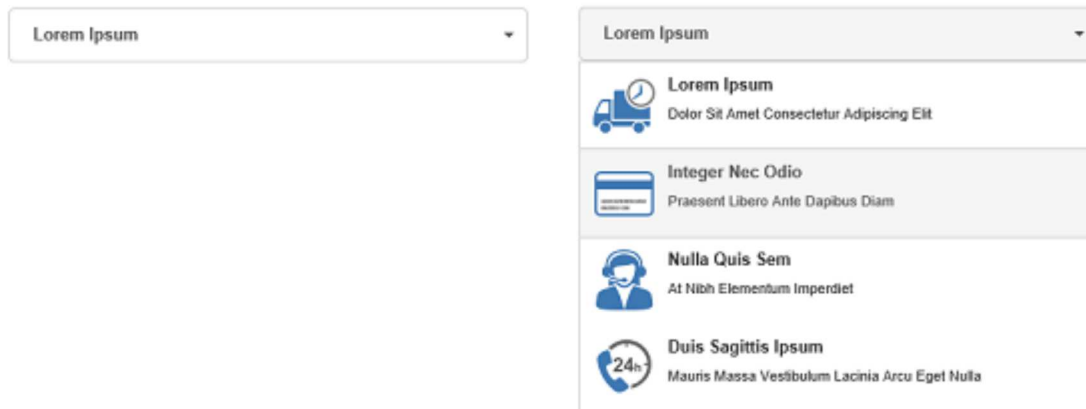 Lorem Ipsum
Lorem Ipsum
Lorem Ipsum
Dolor Sit Amet Consectetur Adipiscing Elit
Integer Nec Odio
Praesent Libero Ante Dapibus Diam
Nulla Quis Sem
At Nibh Elementum Imperdiet
24h
Duis Sagittis Ipsum
Mauris Massa Vestibulum Lacinia Arcu Eget Nulla